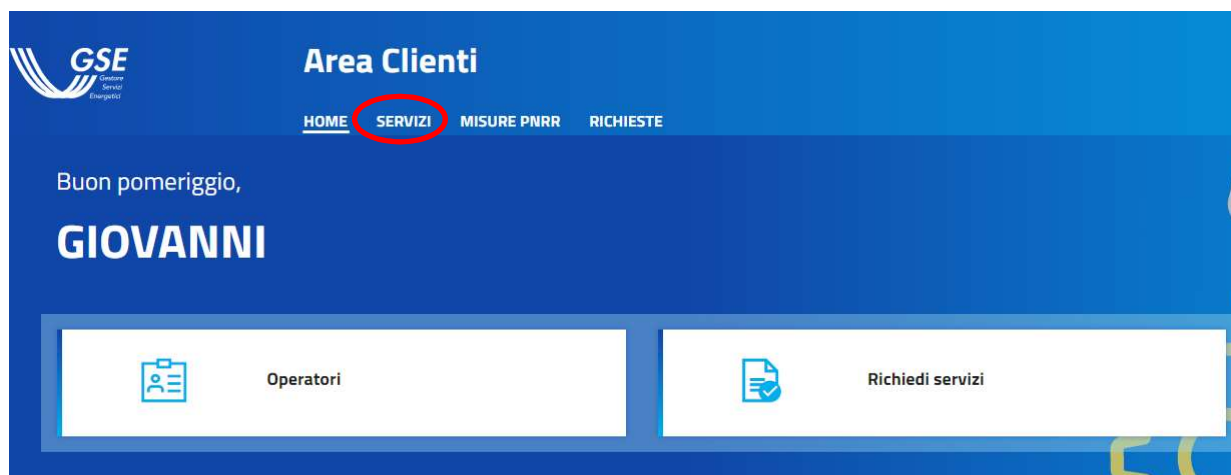 GSE
Gestore
Servizi
Energetici
Area Clienti
HOME SERVIZI MISURE PNRR RICHIESTE
Buon pomeriggio,
GIOVANNI
Operatori
Richiedi servizi